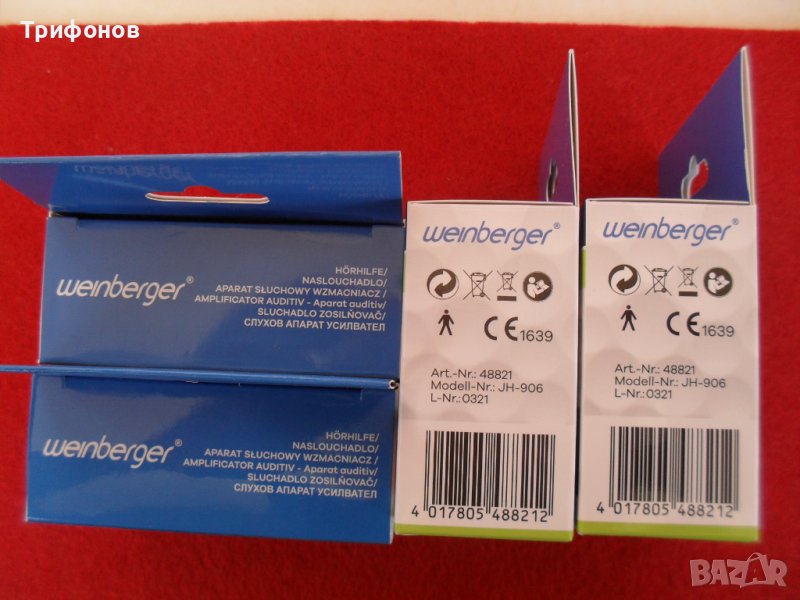 Трифонов
weinberger®
HÖRHILFE/
NASLOUCHADLO/
APARAT SŁUCHOWY WZMACNIACZ /
AMPLIFICATOR AUDITIV - Aparat auditiv/
SLUCHADLO ZOSILŇOVAČ/
СЛУХОВ АПАРАТ УСИЛВАТЕЛ
weinberger®
HÖRHILFE/
NASLOUCHADLO/
APARAT SŁUCHOWY WZMACNIACZ /
AMPLIFICATOR AUDITIV - Aparat auditiv/
SLUCHADLO ZOSILŇOVAČ/
СЛУХОВ АПАРАТ УСИЛВАТЕЛ
weinberger®
CE 1639
Art.-Nr.: 48821
Modell-Nr.: JH-906
L-Nr.:0321
4 017805 488212
weinberger®
CE 1639
Art.-Nr.: 48821
Modell-Nr.: JH-906
L-Nr.:0321
4 017805 488212
BAZAR